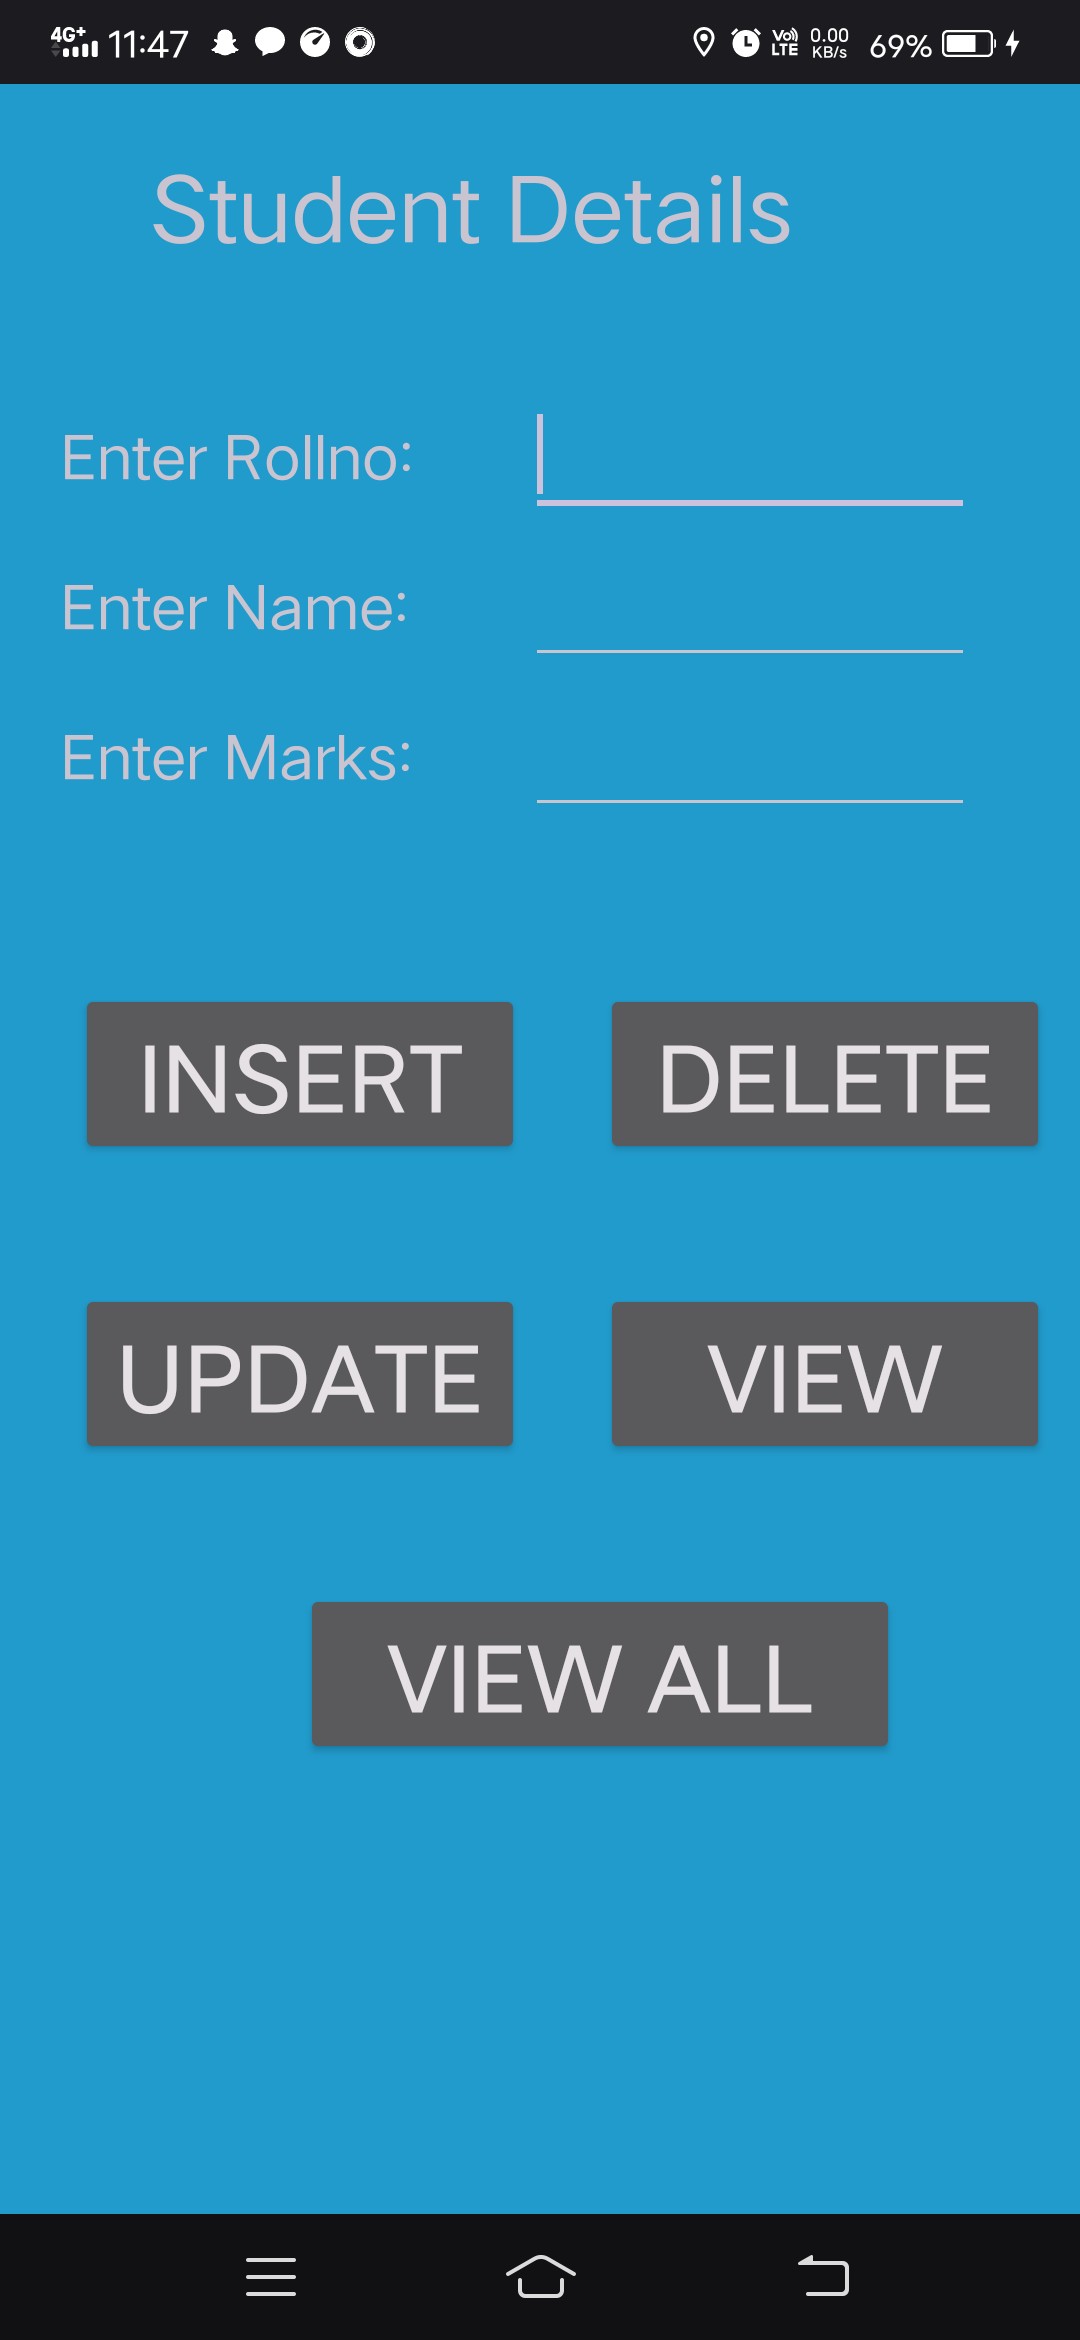 4G+ 11:47 Vo) LTE 0.00 KB/s 69%
Student Details
Enter Rollno:
Enter Name:
Enter Marks:
INSERT DELETE
UPDATE VIEW
VIEW ALL